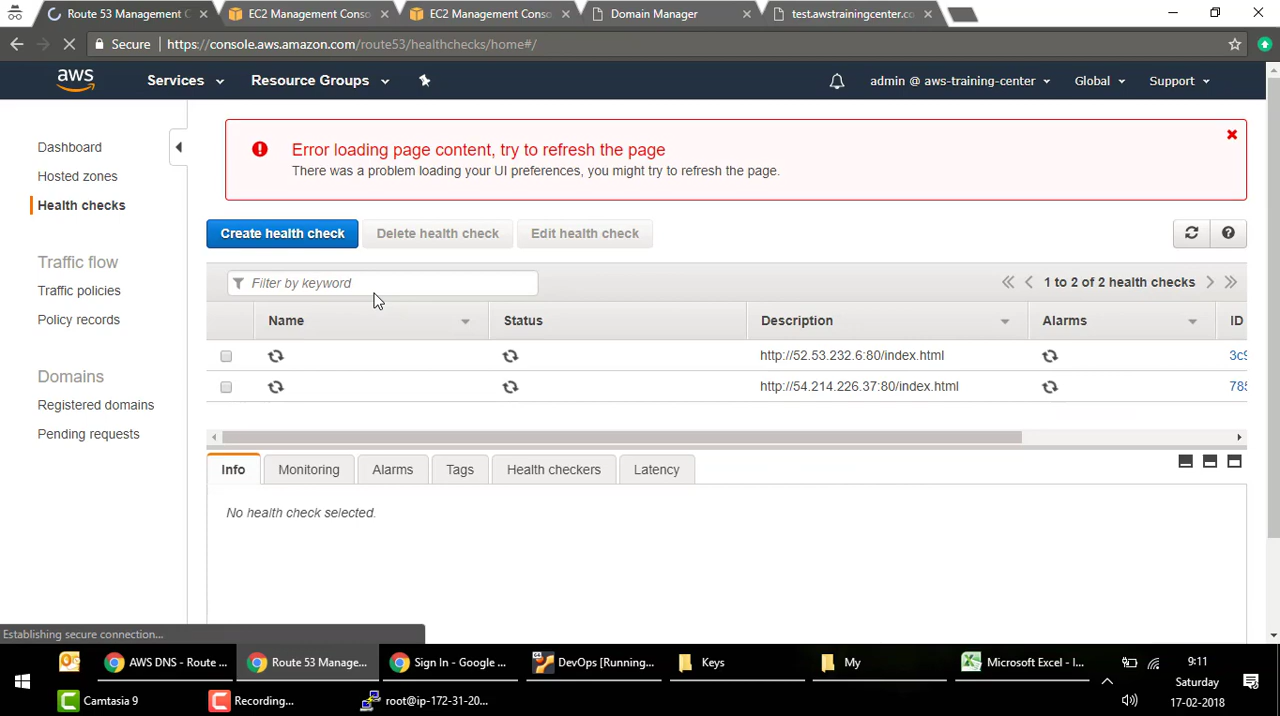 Route 53 Management C
EC2 Management Conso
EC2 Management Conso
Domain Manager
test.awstrainingcenter.co
Secure
https://console.aws.amazon.com/route53/healthchecks/home#/
aws
Services
Resource Groups
admin @ aws-training-center
Global
Support
Dashboard
Hosted zones
Health checks
Traffic flow
Traffic policies
Policy records
Domains
Registered domains
Pending requests
Error loading page content, try to refresh the page
There was a problem loading your UI preferences, you might try to refresh the page.
Create health check
Delete health check
Edit health check
Filter by keyword
1 to 2 of 2 health checks
Name
Status
Description
Alarms
ID
http://52.53.232.6:80/index.html
3c9
http://54.214.226.37:80/index.html
785
Info
Monitoring
Alarms
Tags
Health checkers
Latency
No health check selected.
Establishing secure connection...
AWS DNS - Route ...
Route 53 Manage...
Sign In - Google ...
DevOps [Running...
Keys
My
Microsoft Excel - I...
9:11
Saturday
17-02-2018
Camtasia 9
Recording...
root@ip-172-31-20...